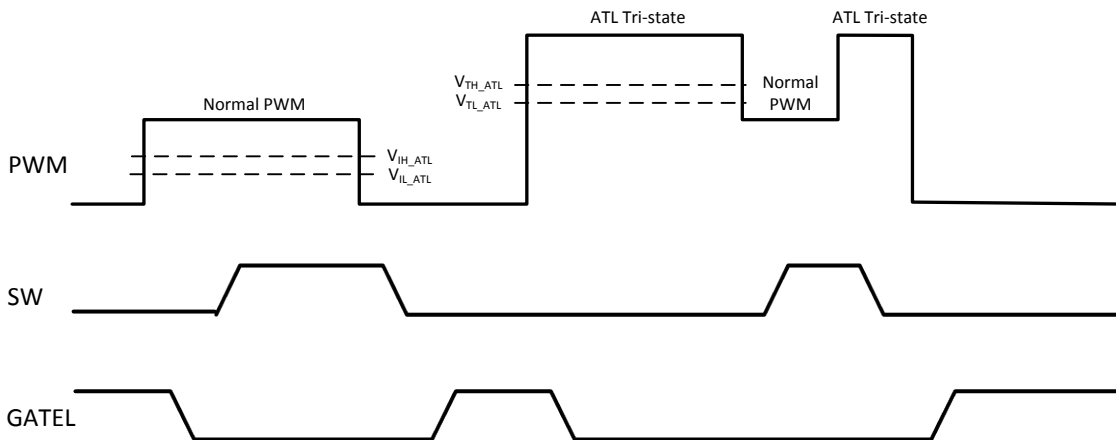 ATL Tri-state
ATL Tri-state
V_TH_ATL
V_TL_ATL
Normal
PWM
Normal PWM
V_IH_ATL
V_IL_ATL
PWM
SW
GATEL